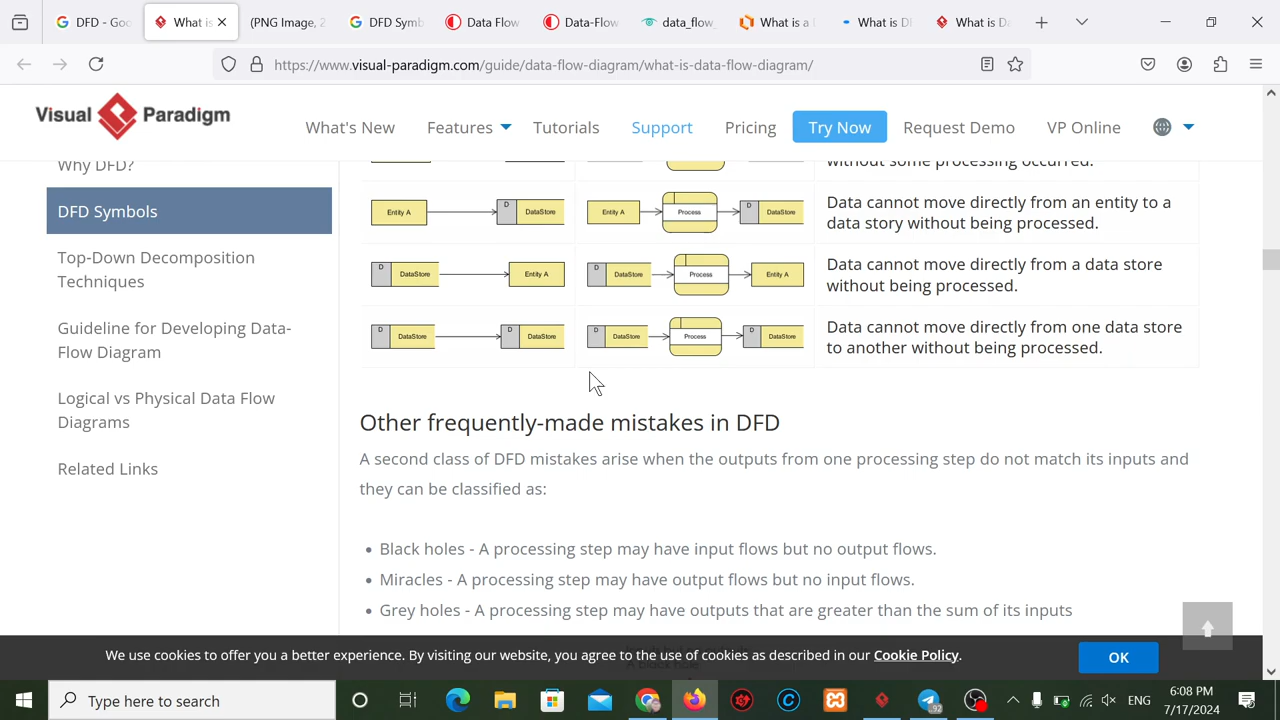 DFD - Goo
What is
(PNG Image, 2
DFD Symb
Data Flow
Data-Flow
data_flow_
What is a
What is DF
What is Da
https://www.visual-paradigm.com/guide/data-flow-diagram/what-is-data-flow-diagram/
Visual Paradigm
What's New
Features
Tutorials
Support
Pricing
Try Now
Request Demo
VP Online
Why DFD?
DFD Symbols
Top-Down Decomposition
Techniques
Guideline for Developing Data-
Flow Diagram
Logical vs Physical Data Flow
Diagrams
Related Links
without some processing occurred.
Entity A
D
DataStore
Entity A
Process
D
DataStore
Data cannot move directly from an entity to a
data story without being processed.
D
DataStore
Entity A
D
DataStore
Process
Entity A
Data cannot move directly from a data store
without being processed.
D
DataStore
D
DataStore
D
DataStore
Process
D
DataStore
Data cannot move directly from one data store
to another without being processed.
Other frequently-made mistakes in DFD
A second class of DFD mistakes arise when the outputs from one processing step do not match its inputs and
they can be classified as:
Black holes - A processing step may have input flows but no output flows.
Miracles - A processing step may have output flows but no input flows.
Grey holes - A processing step may have outputs that are greater than the sum of its inputs
We use cookies to offer you a better experience. By visiting our website, you agree to the use of cookies as described in our Cookie Policy.
OK
Type here to search
92
ENG
6:08 PM
7/17/2024